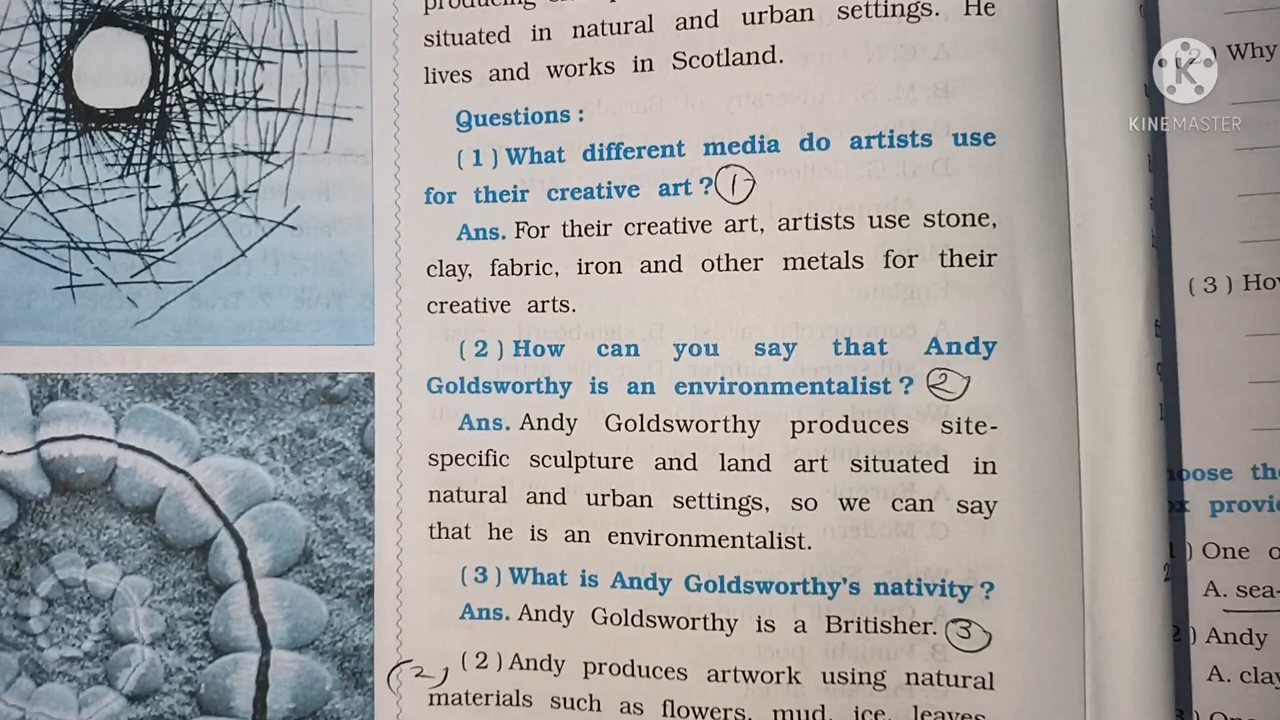 situated in natural and urban settings. He
lives and works in Scotland.
Questions :
(1) What different media do artists use
for their creative art ? 1
Ans. For their creative art, artists use stone,
clay, fabric, iron and other metals for their
creative arts.
(2) How can you say that Andy
Goldsworthy is an environmentalist ? 2
Ans. Andy Goldsworthy produces site-
specific sculpture and land art situated in
natural and urban settings, so we can say
that he is an environmentalist.
(3) What is Andy Goldsworthy's nativity ?
Ans. Andy Goldsworthy is a Britisher. 3
(2) (2) Andy produces artwork using natural
materials such as flowers, mud, ice, leaves,
(2) Why
(3)
One
A. sea-
2) Andy
A.
K
KINEMASTER